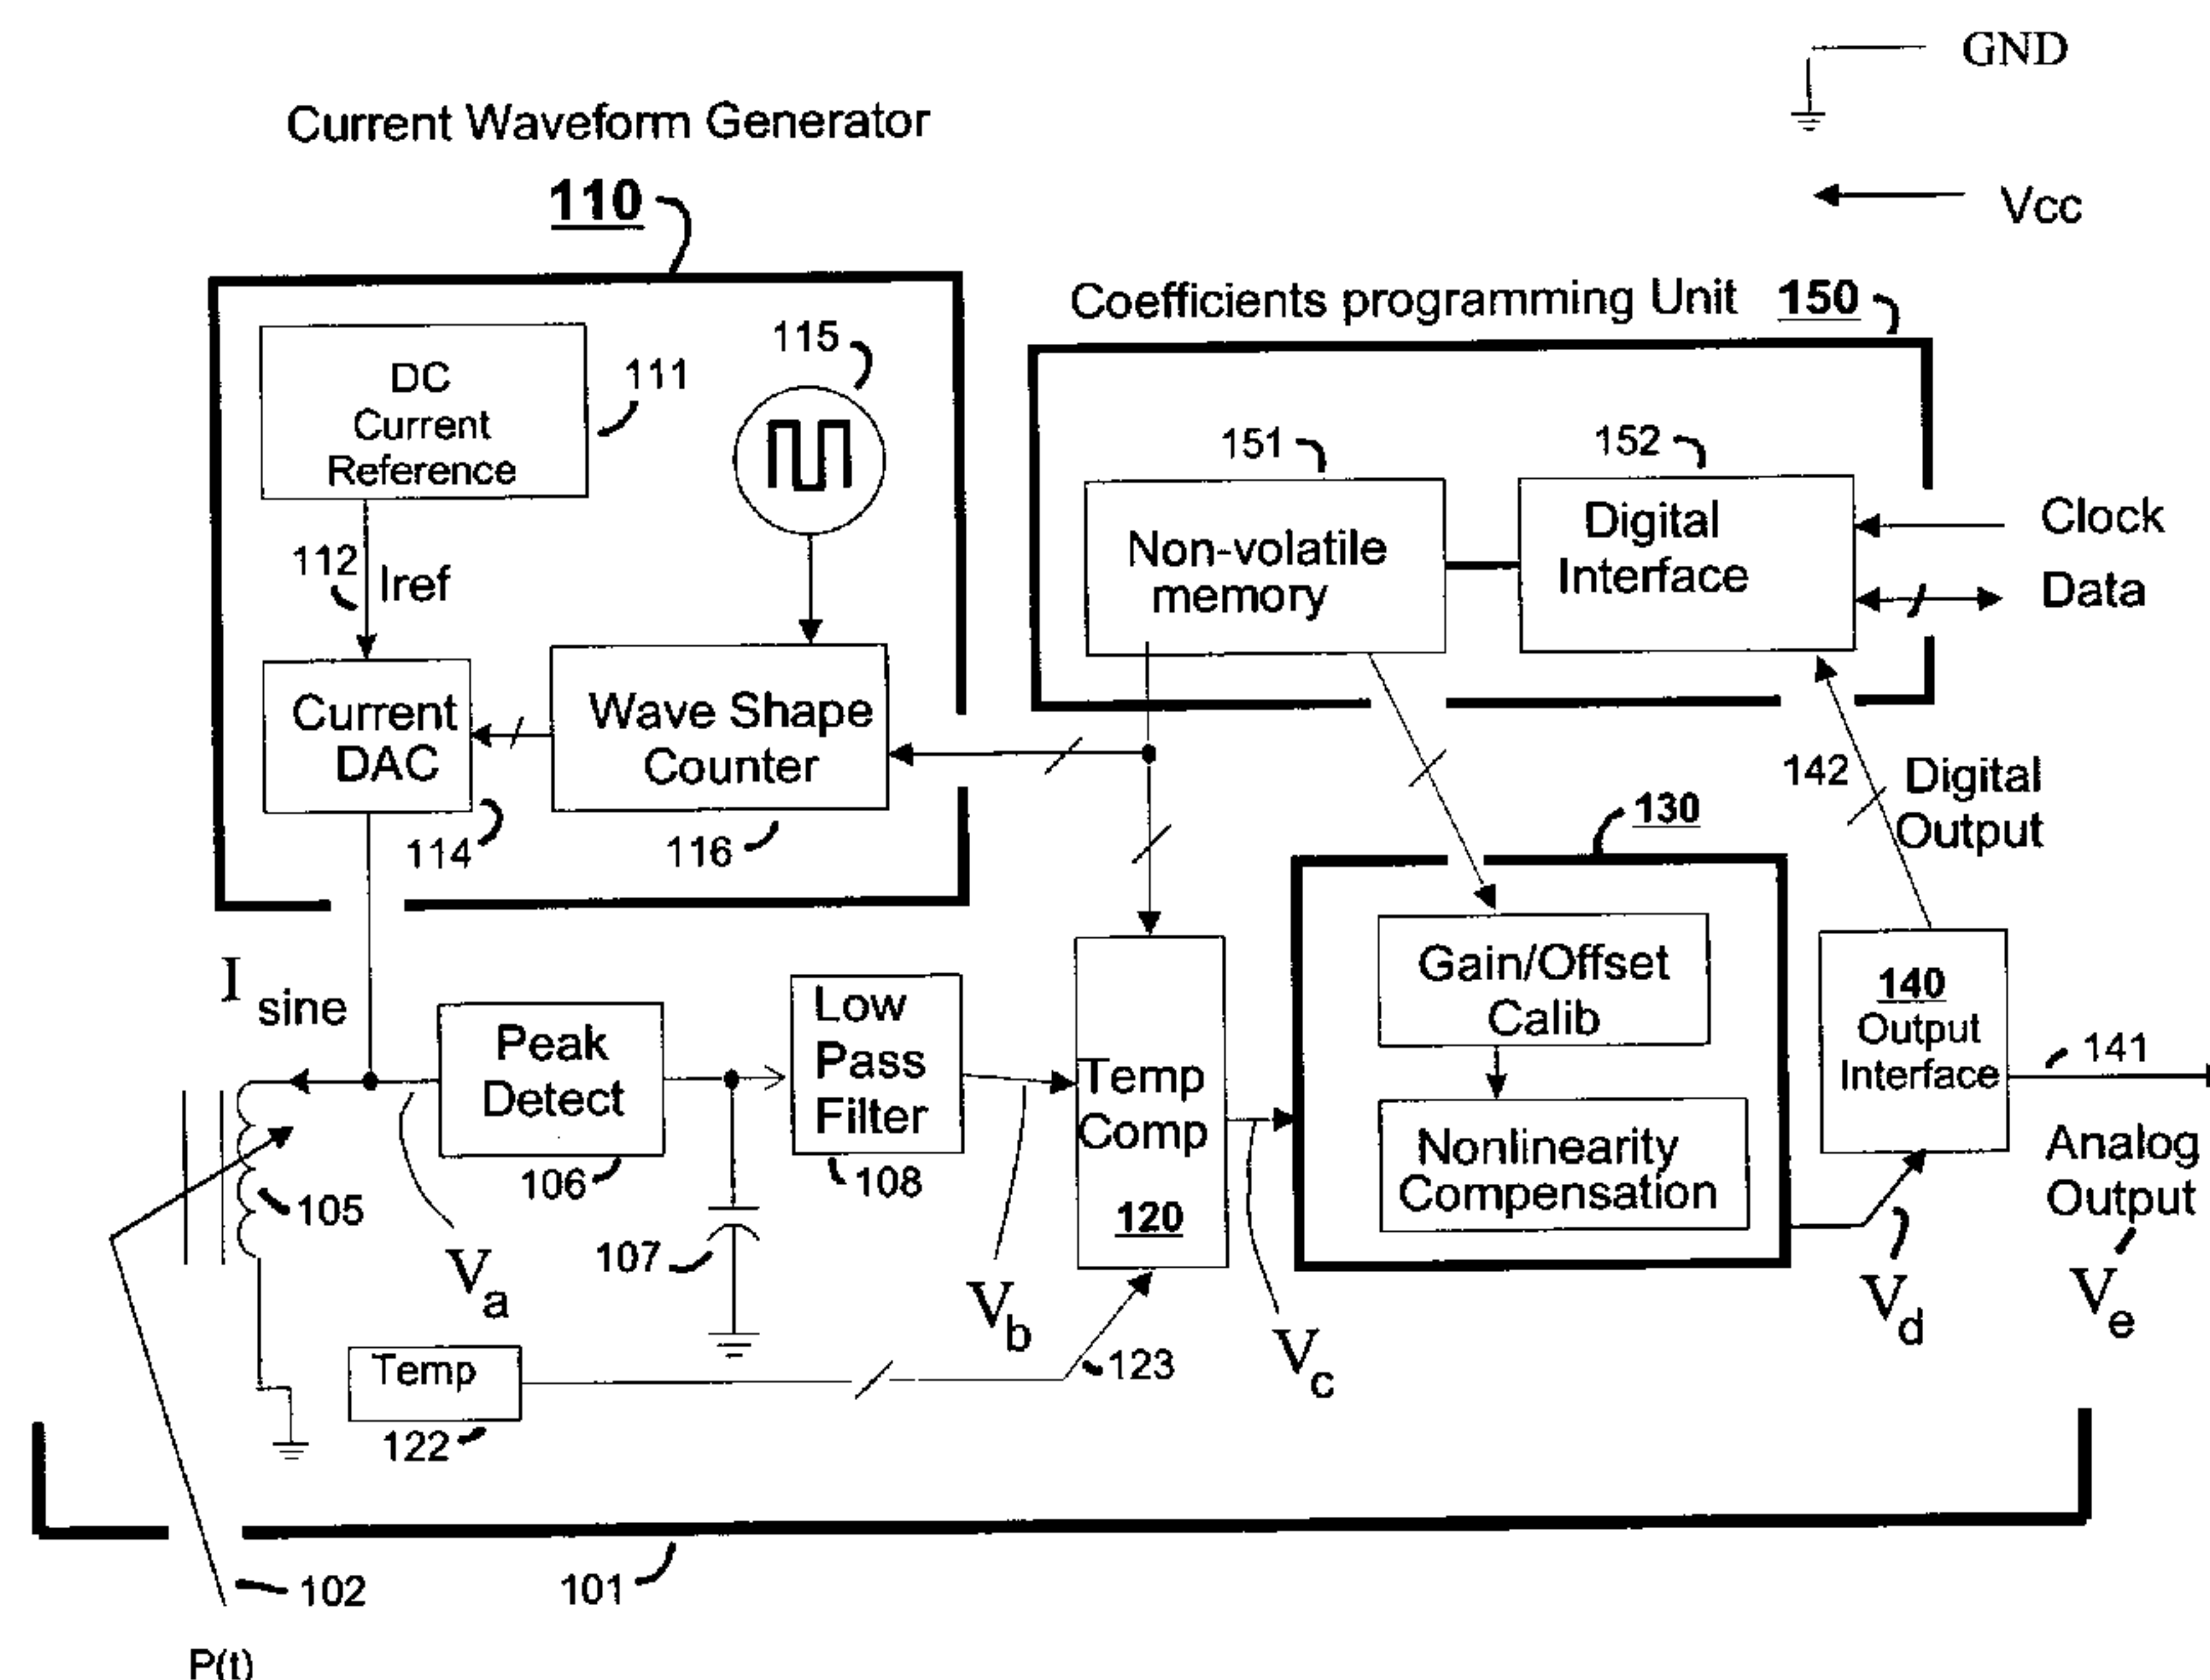 GND
Current Waveform Generator
110
Vcc
Coefficients programming Unit 150
115
DC
Current
Reference
111
151
152
Non-volatile
memory
Digital
Interface
Clock
Data
112
Iref
Current
DAC
Wave Shape
Counter
114
116
142
Digital
Output
130
Gain/Offset
Calib
Nonlinearity
Compensation
140
Output
Interface
141
Analog
Output
I sine
Peak
Detect
106
Low
Pass
Filter
108
Temp
Comp
120
105
107
Va
Vb
Vc
Vd
Ve
Temp
122
123
102
101
P(t)